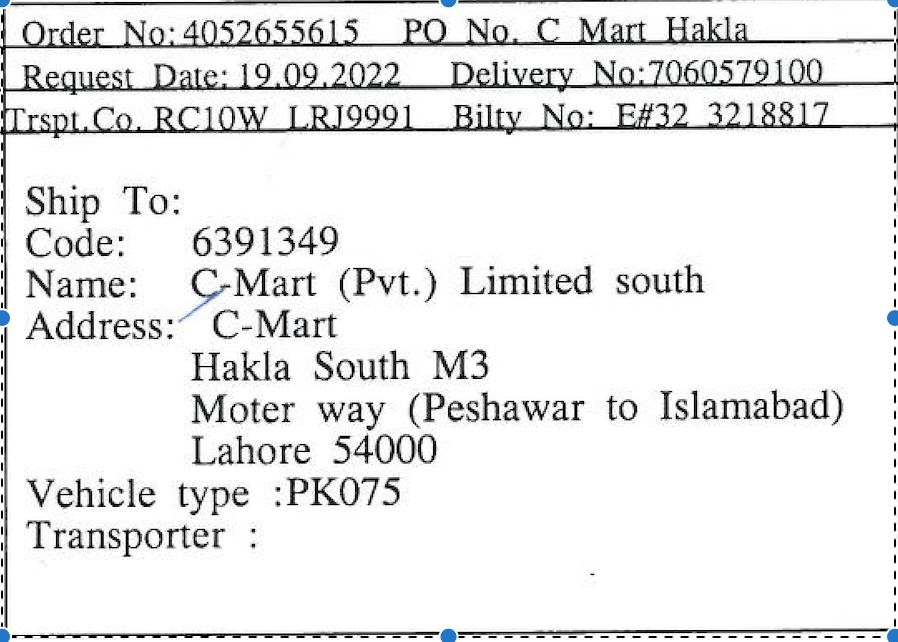 Order No:4052655615 PO No. C Mart Hakla
Request Date: 19.09.2022 Delivery No:7060579100
Trspt.Co. RC10W LRJ9991 Bilty No: E#32 3218817
Ship To:
Code: 6391349
Name: C-Mart (Pvt.) Limited south
Address: C-Mart
Hakla South M3
Moter way (Peshawar to Islamabad)
Lahore 54000
Vehicle type :PK075
Transporter :